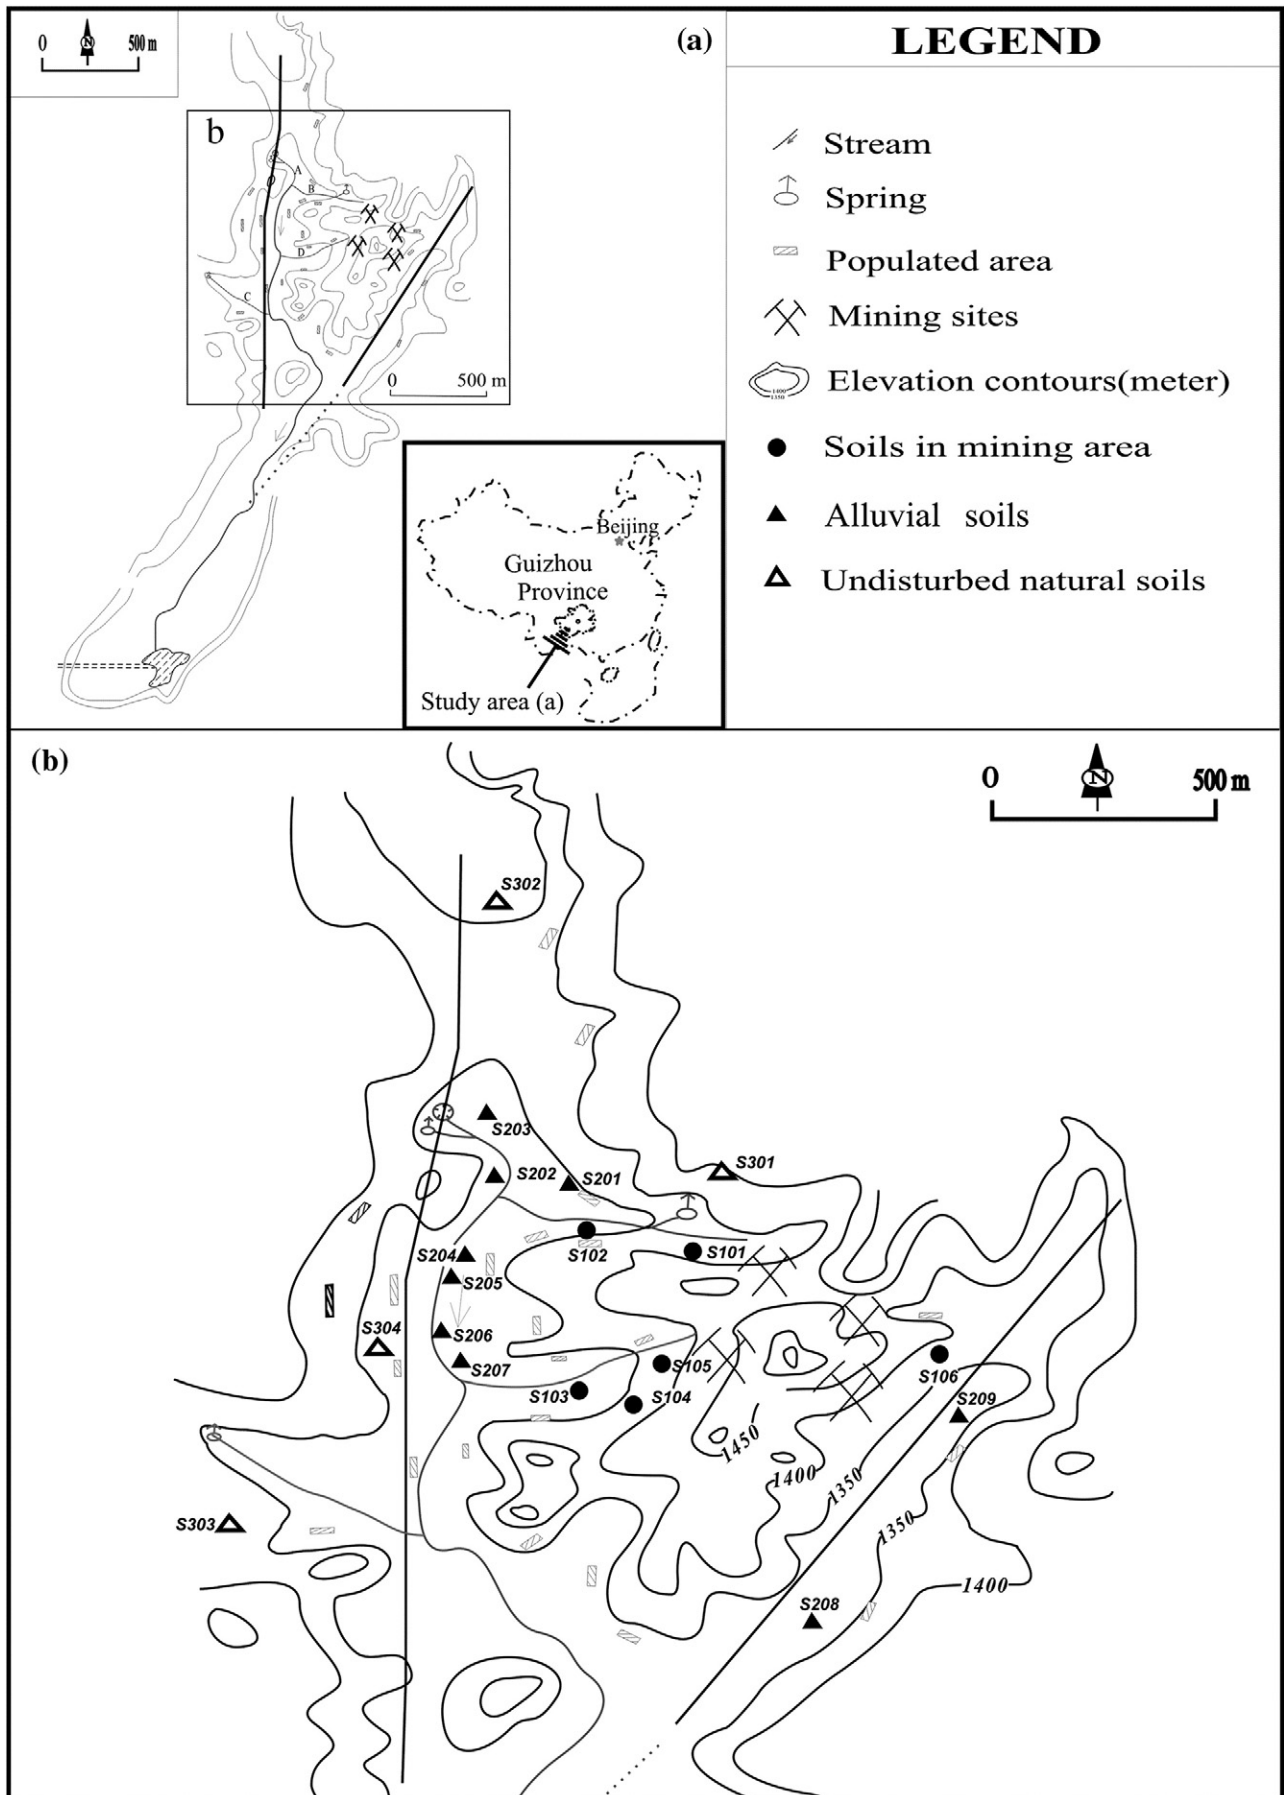 0 N 500 m
(a)
b
A
B
D
C
0 500 m
Beijing
Guizhou
Province
Study area (a)
LEGEND
Stream
Spring
Populated area
Mining sites
1400
1350
Elevation contours(meter)
Soils in mining area
Alluvial soils
Undisturbed natural soils
(b)
0 N 500 m
S302
S203
S301
S202 S201
S204
S102
S101
S205
S304
S206
S207
S105
S106
S103
S104
S209
1450
1400
1350
S303
1350
1400
S208